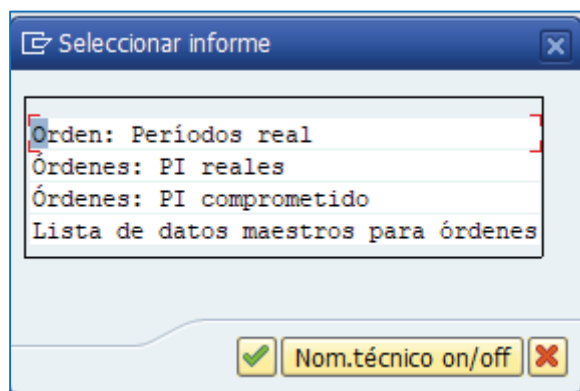 Seleccionar informe
Orden: Períodos real
Órdenes: PI reales
Órdenes: PI comprometido
Lista de datos maestros para órdenes
Nom.técnico on/off